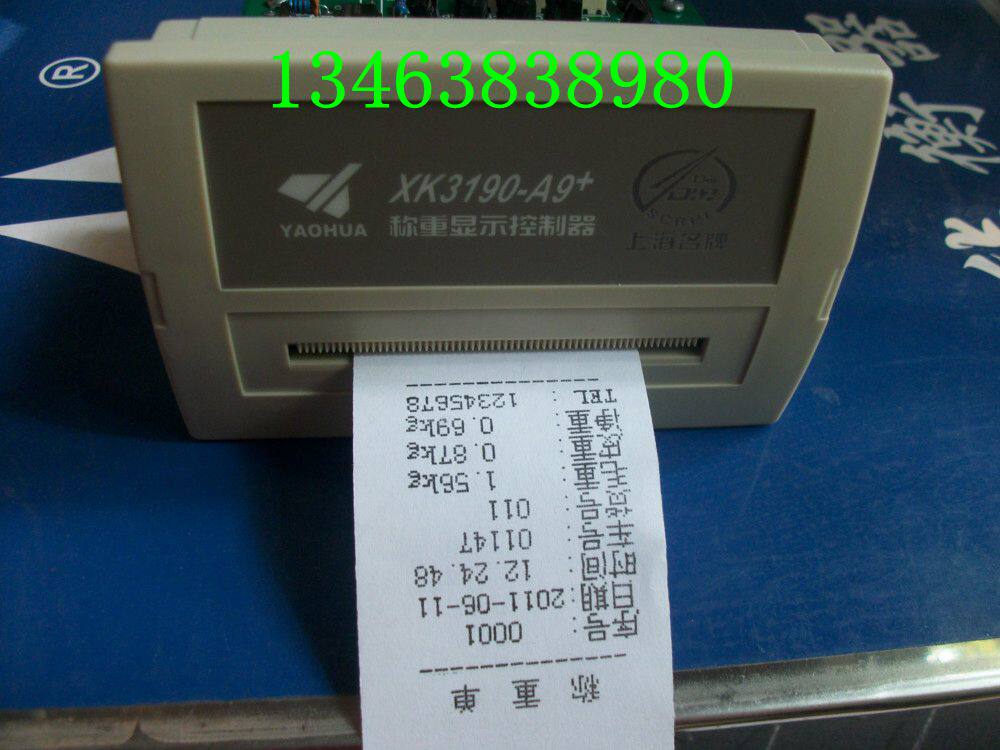 13463838980
®
YAOHUA
XK3190-A9+
称重显示控制器
上海名牌
称 重 单
序号: 0001
日期:2011-06-11
时间: 12.24.48
车号: 01147
货号: 011
毛重: 1.56kg
皮重: 0.87kg
净重: 0.69kg
TEL : 12345678
器
衡